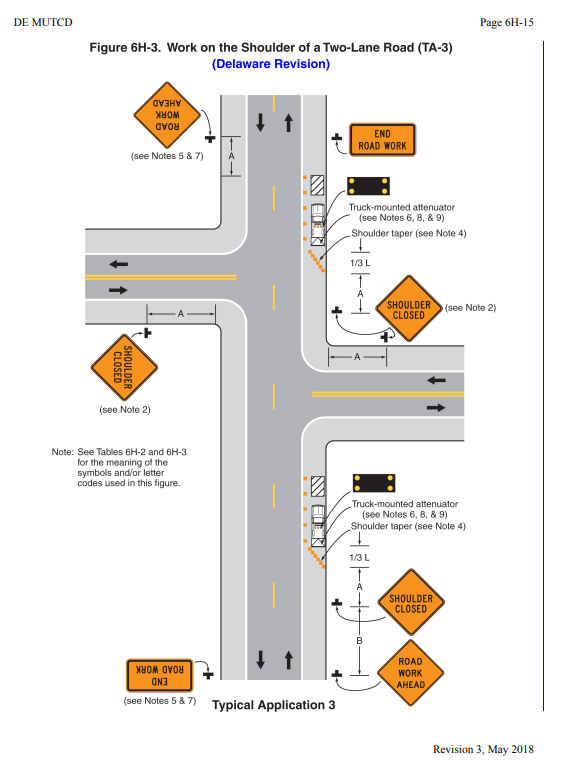 DE MUTCD
Page 6H-15
Figure 6H-3. Work on the Shoulder of a Two-Lane Road (TA-3)
(Delaware Revision)
ROAD
WORK
AHEAD
(see Notes 5 & 7)
A
END
ROAD WORK
Truck-mounted attenuator
(see Notes 6, 8, & 9)
Shoulder taper (see Note 4)
1/3 L
A
SHOULDER
CLOSED
(see Note 2)
A
A
SHOULDER
CLOSED
(see Note 2)
Note: See Tables 6H-2 and 6H-3
for the meaning of the
symbols and/or letter
codes used in this figure.
Truck-mounted attenuator
(see Notes 6, 8, & 9)
Shoulder taper (see Note 4)
1/3 L
A
SHOULDER
CLOSED
B
ROAD
WORK
AHEAD
END
ROAD WORK
(see Notes 5 & 7)
Typical Application 3
Revision 3, May 2018